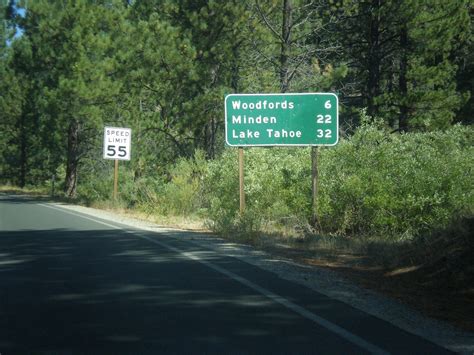 SPEED
LIMIT
55
Woodfords 6
Minden 22
Lake Tahoe 32